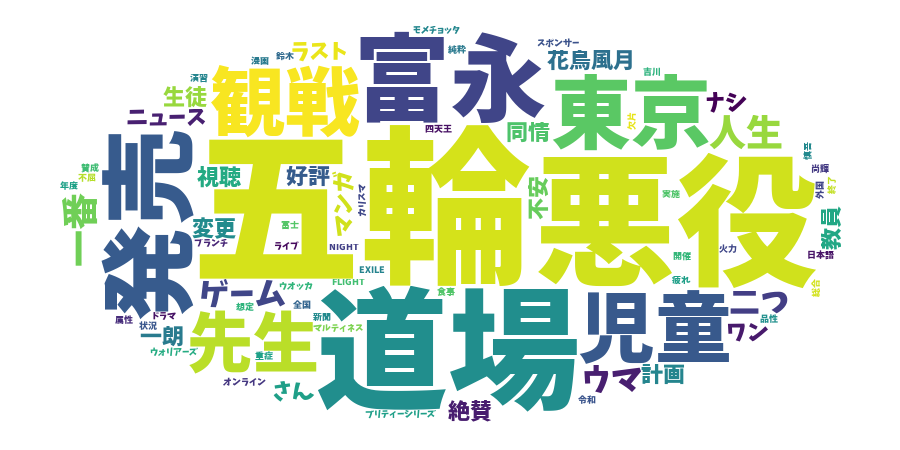 モメチョッタ
スポンサー
鈴木
ラスト
富永
純粋
花鳥風月
漫画
吉川
演習
観戦
東京
ナシ
生徒
ニュース
四天王
同情
欠片
人生
発売
五輪
悪役
慎吾
賛成
不屈
視聴
好評
尚輝
年度
マンガ
カリスマ
不安
実施
外国
終了
一番
変更
富士
教員
ブランチ
ライブ
NIGHT
火力
開催
日本語
EXILE
FLIGHT
疲れ
ゲーム
ウオッカ
道場
食事
児童
二つ
総合
想定
全国
属性
ドラマ
新聞
品性
状況
一朗
先生
マルティネス
ワン
ウォリアーズ
重症
オンライン
さん
ウマ
計画
プリティーシリーズ
絶賛
令和